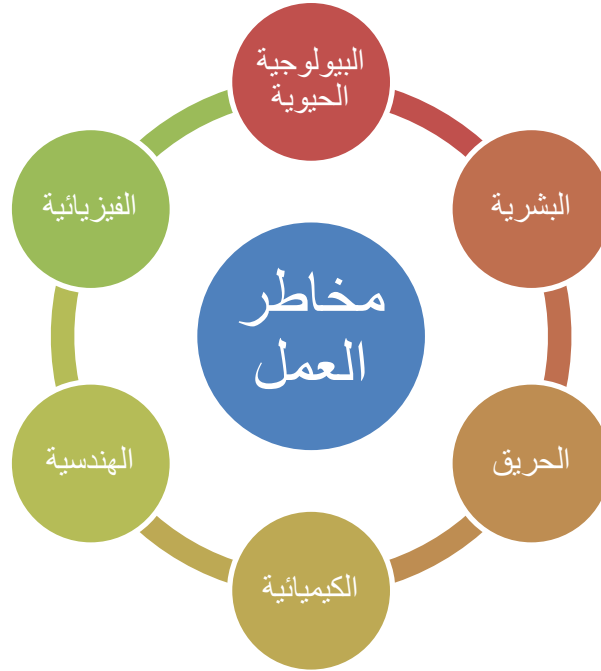 مخاطر
العمل
البيولوجية
الحيوية
البشرية
الحريق
الكيميائية
الهندسية
الفيزيائية